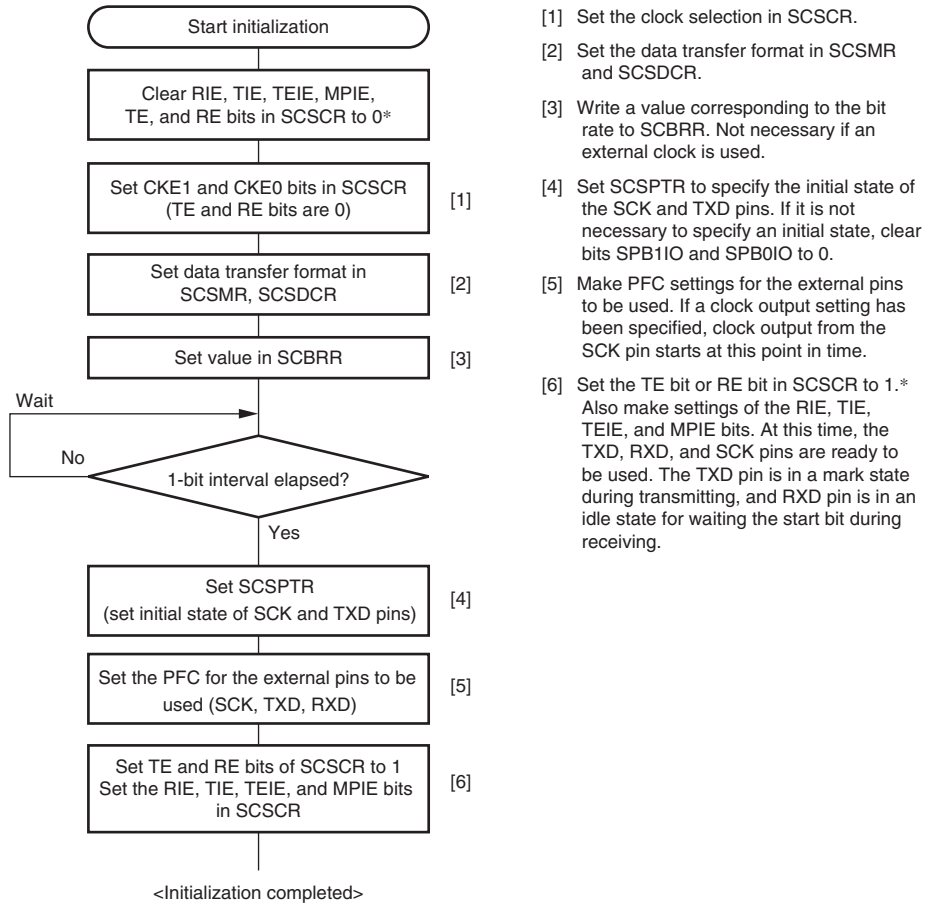 Start initialization
Clear RIE, TIE, TEIE, MPIE,
TE, and RE bits in SCSCR to 0*
Set CKE1 and CKE0 bits in SCSCR
(TE and RE bits are 0)
[1]
Set data transfer format in
SCSMR, SCSDCR
[2]
Set value in SCBRR
[3]
Wait
No
1-bit interval elapsed?
Yes
Set SCSPTR
(set initial state of SCK and TXD pins)
[4]
Set the PFC for the external pins to be
used (SCK, TXD, RXD)
[5]
Set TE and RE bits of SCSCR to 1
Set the RIE, TIE, TEIE, and MPIE bits
in SCSCR
[6]
<Initialization completed>
[1] Set the clock selection in SCSCR.
[2] Set the data transfer format in SCSMR
and SCSDCR.
[3] Write a value corresponding to the bit
rate to SCBRR. Not necessary if an
external clock is used.
[4] Set SCSPTR to specify the initial state of
the SCK and TXD pins. If it is not
necessary to specify an initial state, clear
bits SPB1IO and SPB0IO to 0.
[5] Make PFC settings for the external pins
to be used. If a clock output setting has
been specified, clock output from the
SCK pin starts at this point in time.
[6] Set the TE bit or RE bit in SCSCR to 1.*
Also make settings of the RIE, TIE,
TEIE, and MPIE bits. At this time, the
TXD, RXD, and SCK pins are ready to
be used. The TXD pin is in a mark state
during transmitting, and RXD pin is in an
idle state for waiting the start bit during
receiving.